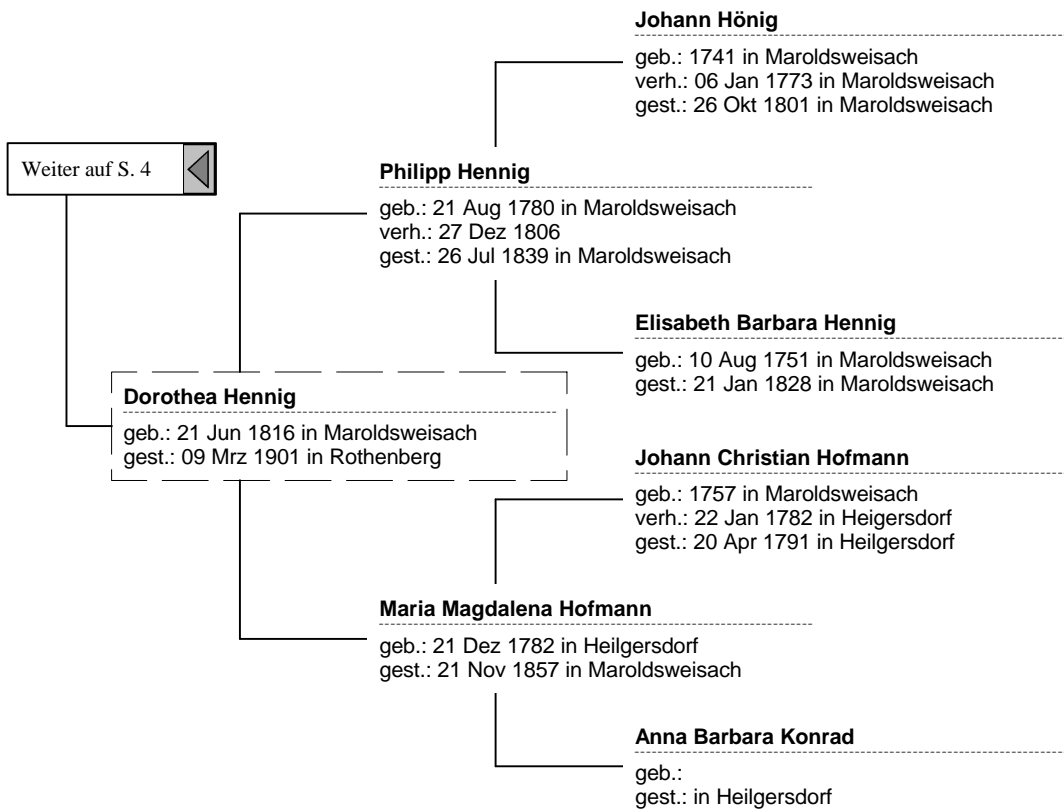 Johann Hönig
geb.: 1741 in Maroldsweisach
verh.: 06 Jan 1773 in Maroldsweisach
gest.: 26 Okt 1801 in Maroldsweisach
Weiter auf S. 4
Philipp Hennig
geb.: 21 Aug 1780 in Maroldsweisach
verh.: 27 Dez 1806
gest.: 26 Jul 1839 in Maroldsweisach
Elisabeth Barbara Hennig
geb.: 10 Aug 1751 in Maroldsweisach
gest.: 21 Jan 1828 in Maroldsweisach
Dorothea Hennig
geb.: 21 Jun 1816 in Maroldsweisach
gest.: 09 Mrz 1901 in Rothenberg
Johann Christian Hofmann
geb.: 1757 in Maroldsweisach
verh.: 22 Jan 1782 in Heigersdorf
gest.: 20 Apr 1791 in Heilgersdorf
Maria Magdalena Hofmann
geb.: 21 Dez 1782 in Heilgersdorf
gest.: 21 Nov 1857 in Maroldsweisach
Anna Barbara Konrad
geb.:
gest.: in Heilgersdorf